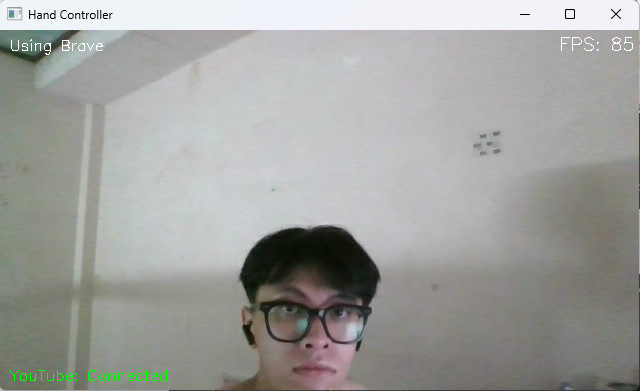 Hand Controller
Using Brave
FPS: 85
YouTube: Connected